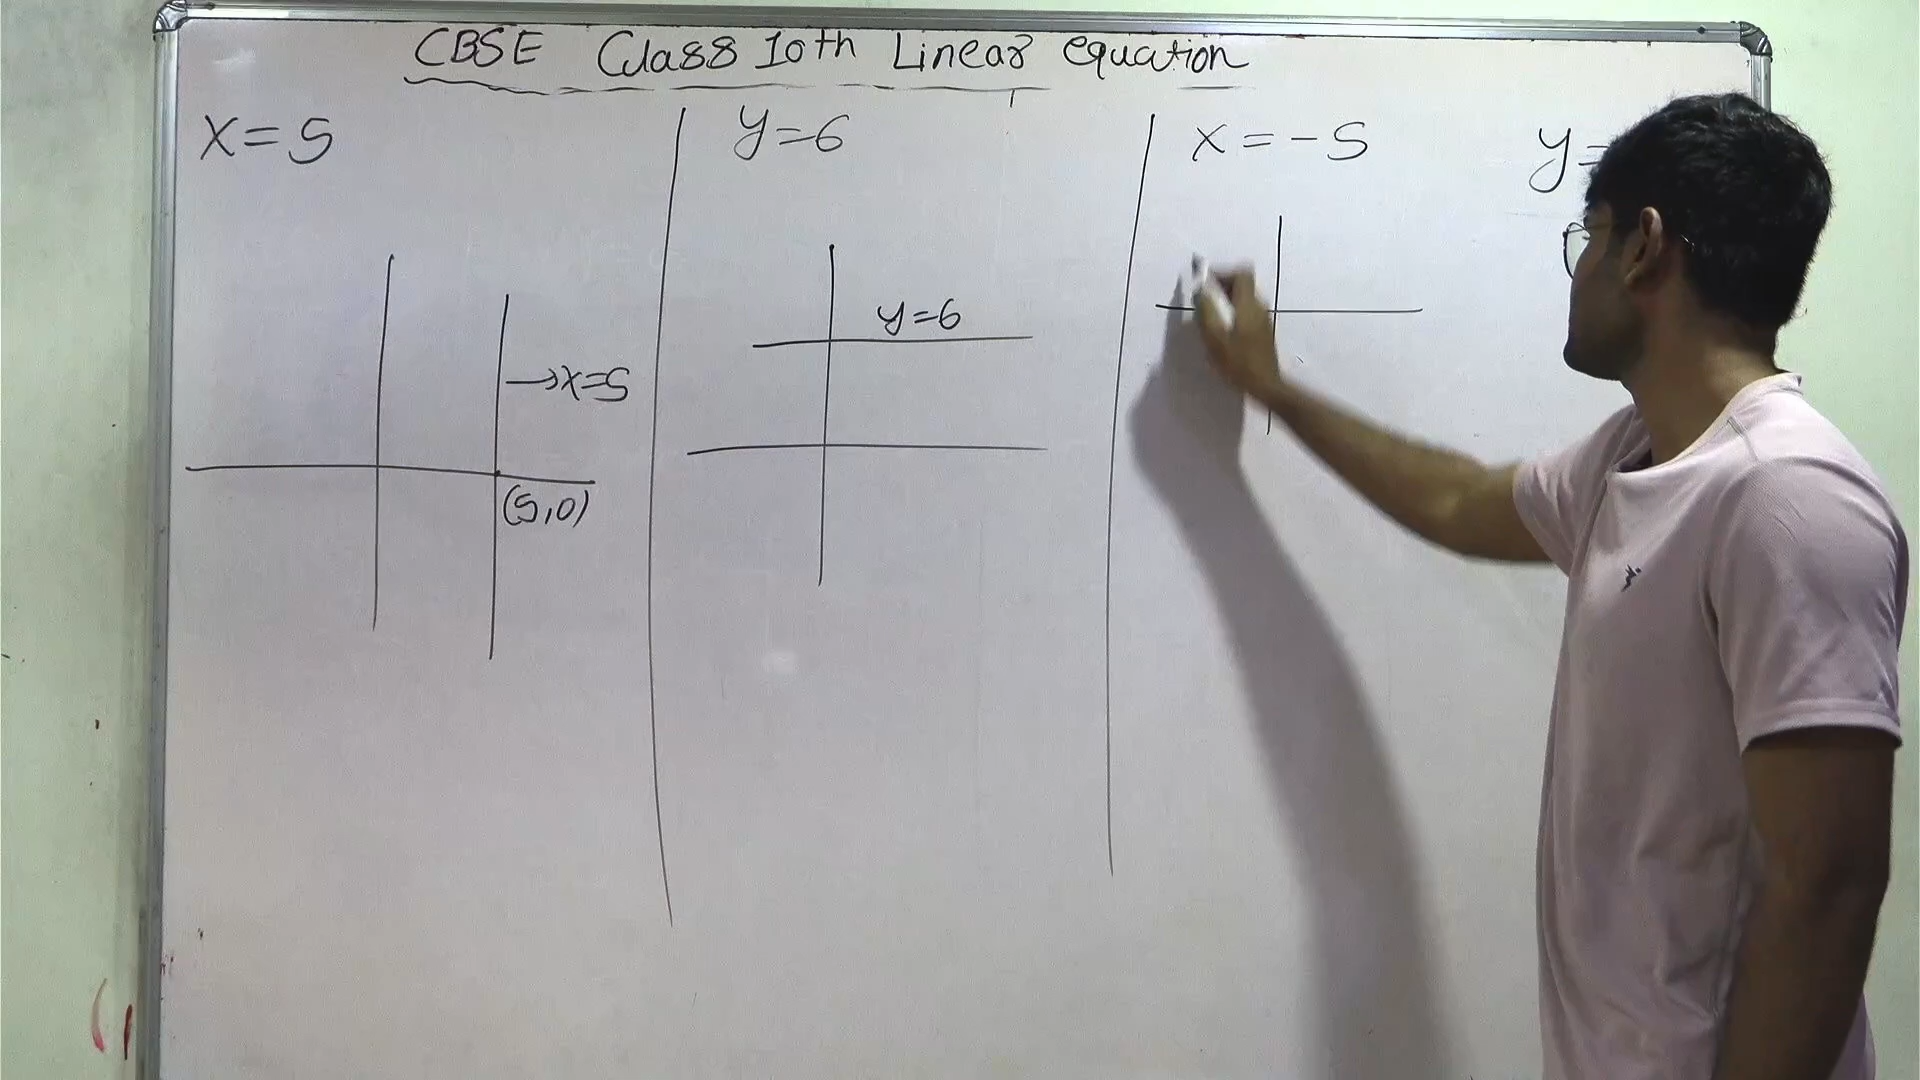 CBSE Class 10th Linear equation
x = 5
→x=5
(5,0)
y=6
y=6
x = -5
y=